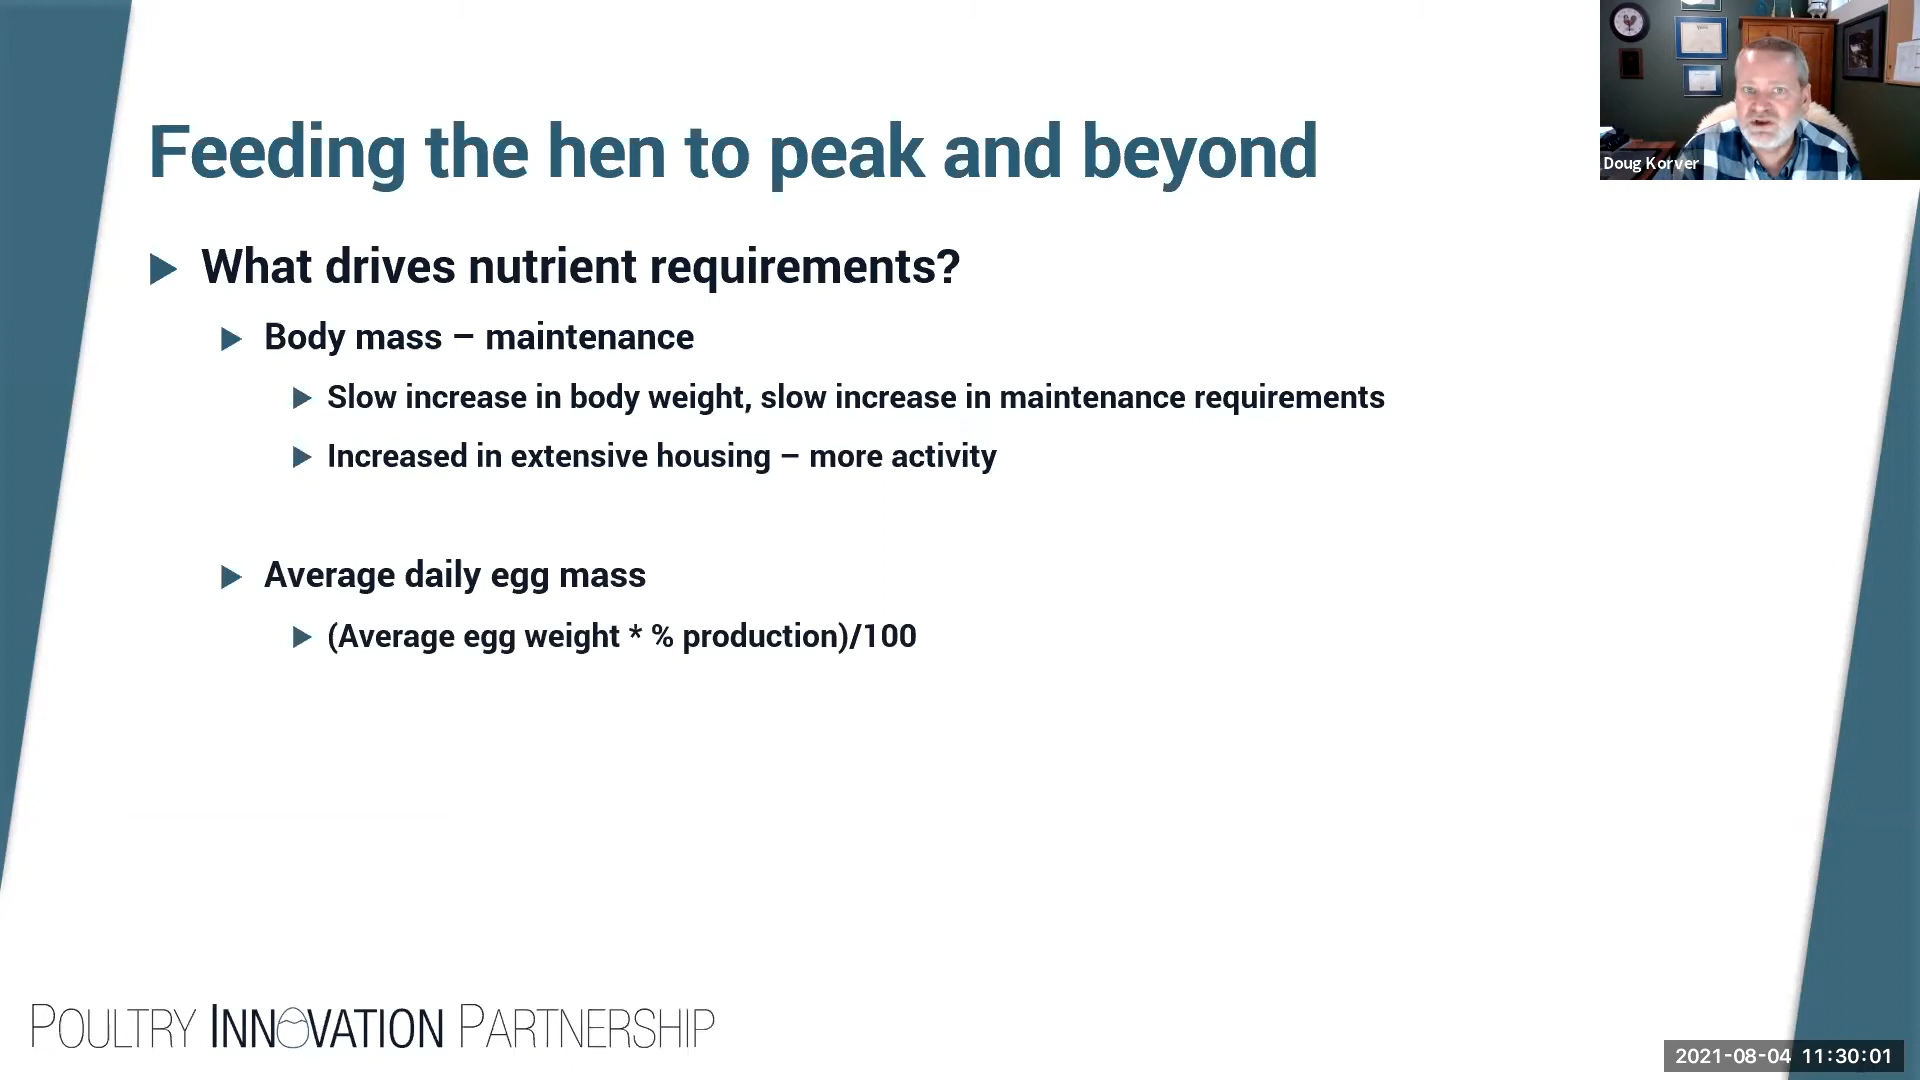 Feeding the hen to peak and beyond
What drives nutrient requirements?
Body mass – maintenance
Slow increase in body weight, slow increase in maintenance requirements
Increased in extensive housing – more activity
Average daily egg mass
(Average egg weight * % production)/100
Doug Korver
POULTRY INNOVATION PARTNERSHIP
2021-08-04 11:30:01